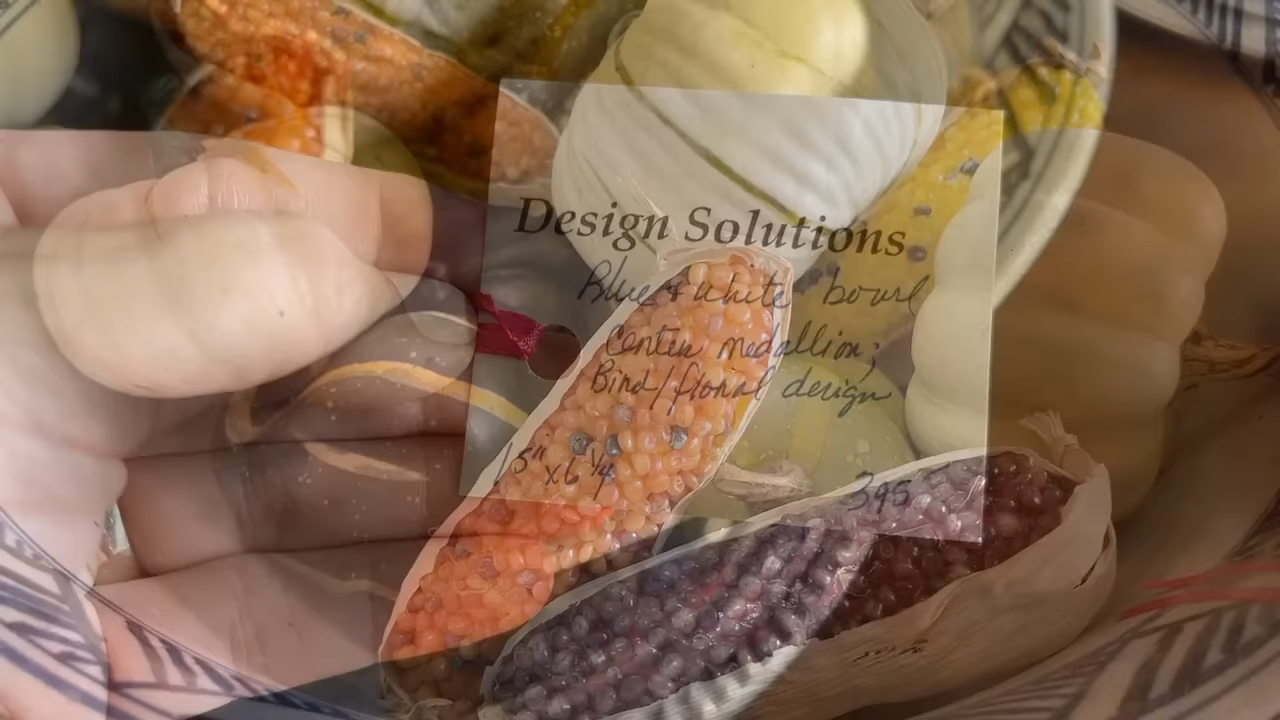 Design Solutions
Blue & white bowl
Center medallion;
Bird/floral design
15" x 6 1/4
395